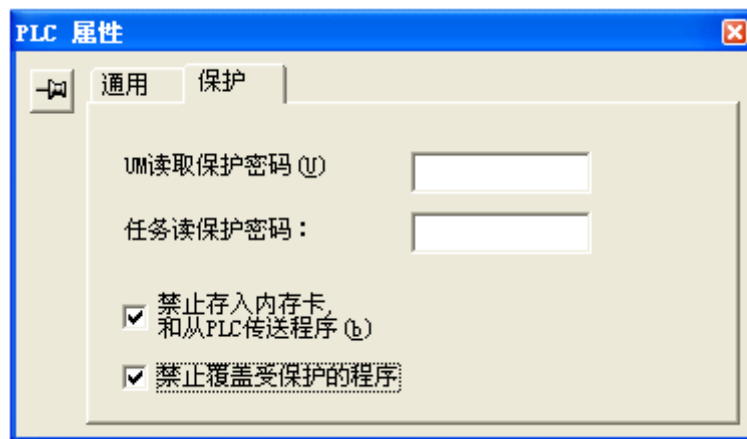 PLC 属性
通用 保护
UM读取保护密码(U)
任务读保护密码：
禁止存入内存卡,
和从PLC传送程序(b)
禁止覆盖受保护的程序